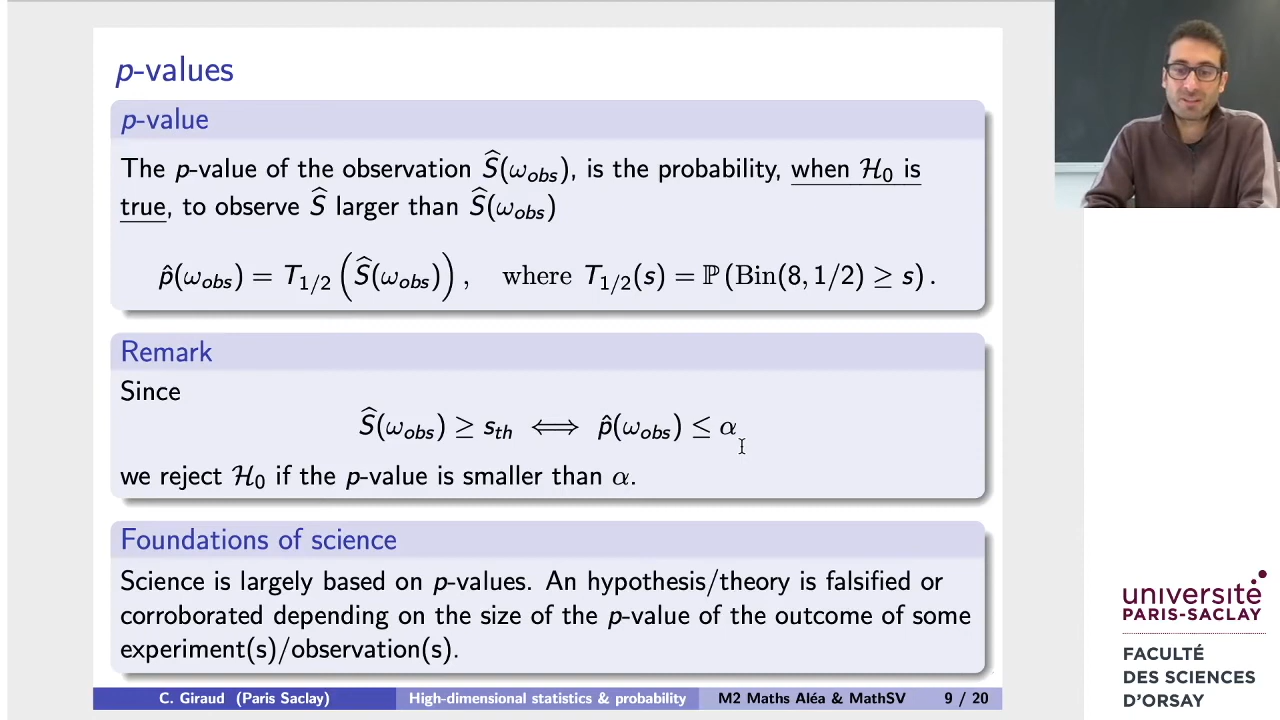 p-values
p-value
The p-value of the observation Ŝ(ω_obs), is the probability, when ℋ₀ is
true, to observe Ŝ larger than Ŝ(ω_obs)
p̂(ω_obs) = T_{1/2} (Ŝ(ω_obs)), where T_{1/2}(s) = ℙ (Bin(8, 1/2) ≥ s) .
Remark
Since
Ŝ(ω_obs) ≥ s_th ⟺ p̂(ω_obs) ≤ α
we reject ℋ₀ if the p-value is smaller than α.
Foundations of science
Science is largely based on p-values. An hypothesis/theory is falsified or
corroborated depending on the size of the p-value of the outcome of some
experiment(s)/observation(s).
C. Giraud (Paris Saclay) High-dimensional statistics & probability M2 Maths Aléa & MathSV 9 / 20
université
PARIS-SACLAY
FACULTÉ
DES SCIENCES
D'ORSAY